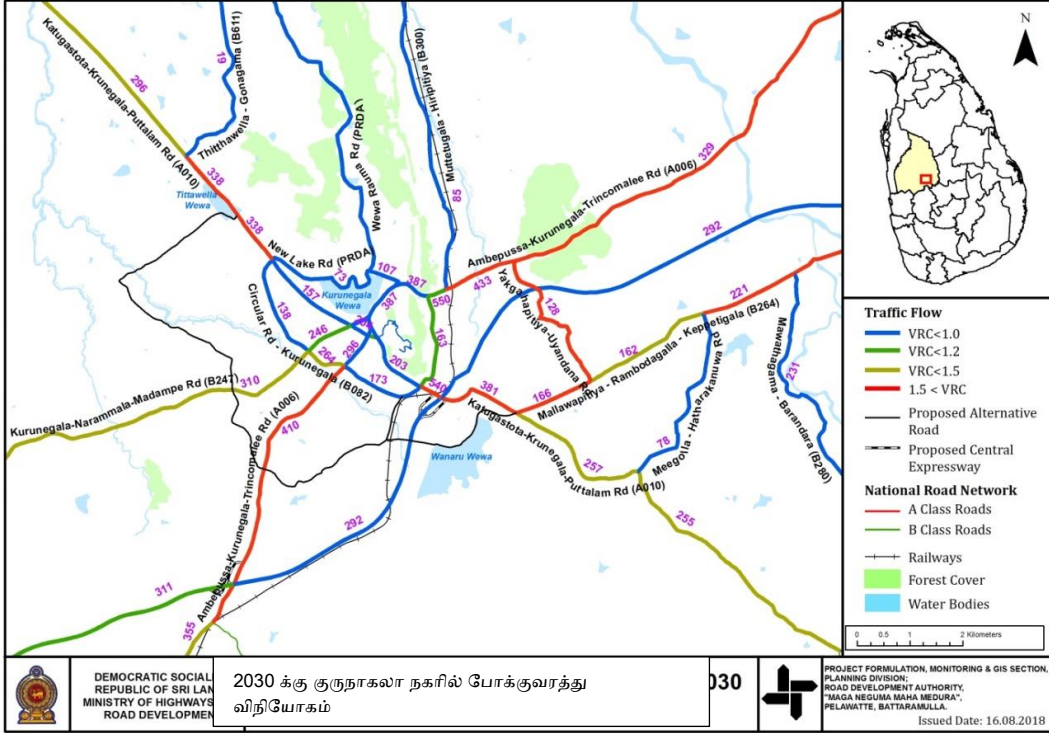 Katugastota-Krunegala-Puttalam Rd (A010)
296
61
Thitthawella - Gonagama (B611)
338
Tittawella
Wewa
338
New Lake Rd (PRDA)
Wewa Rauma Rd (PRDA)
Muttetugala - Hiripitiya (B300)
85
Ambepussa-Kurunegala-Trincomalee Rd (A006)
329
292
73
107
387
387
550
433
Kurunegala
Wewa
157
138
Circular Rd - Kurunegala (B082)
246
264
296
203
163
173
540
381
Yakgahapitiya-Uyandana Rd
128
166
162
221
Mallawapitiya - Rambodagalla - Keppetigala (B264)
Mawathagama - Barandara (B280)
231
Meegolla - Hatharakanuwa Rd
78
Kurunegala-Narammala-Madampe Rd (B247)
310
410
Ambepussa-Kurunegala-Trincomalee Rd (A006)
Wanaru Wewa
Katugastota-Krunegala-Puttalam Rd (A010)
257
255
292
311
355
N
Traffic Flow
VRC<1.0
VRC<1.2
VRC<1.5
1.5 < VRC
Proposed Alternative
Road
Proposed Central
Expressway
National Road Network
A Class Roads
B Class Roads
Railways
Forest Cover
Water Bodies
0 0.5 1 2 Kilometers
DEMOCRATIC SOCIAL
REPUBLIC OF SRI LAN
MINISTRY OF HIGHWAYS
ROAD DEVELOPMEN
2030 க்கு குருநாகலா நகரில் போக்குவரத்து
விநியோகம்
030
PROJECT FORMULATION, MONITORING & GIS SECTION,
PLANNING DIVISION;
ROAD DEVELOPMENT AUTHORITY,
"MAGA NEGUMA MAHA MEDURA",
PELAWATTE, BATTARAMULLA.
Issued Date: 16.08.2018